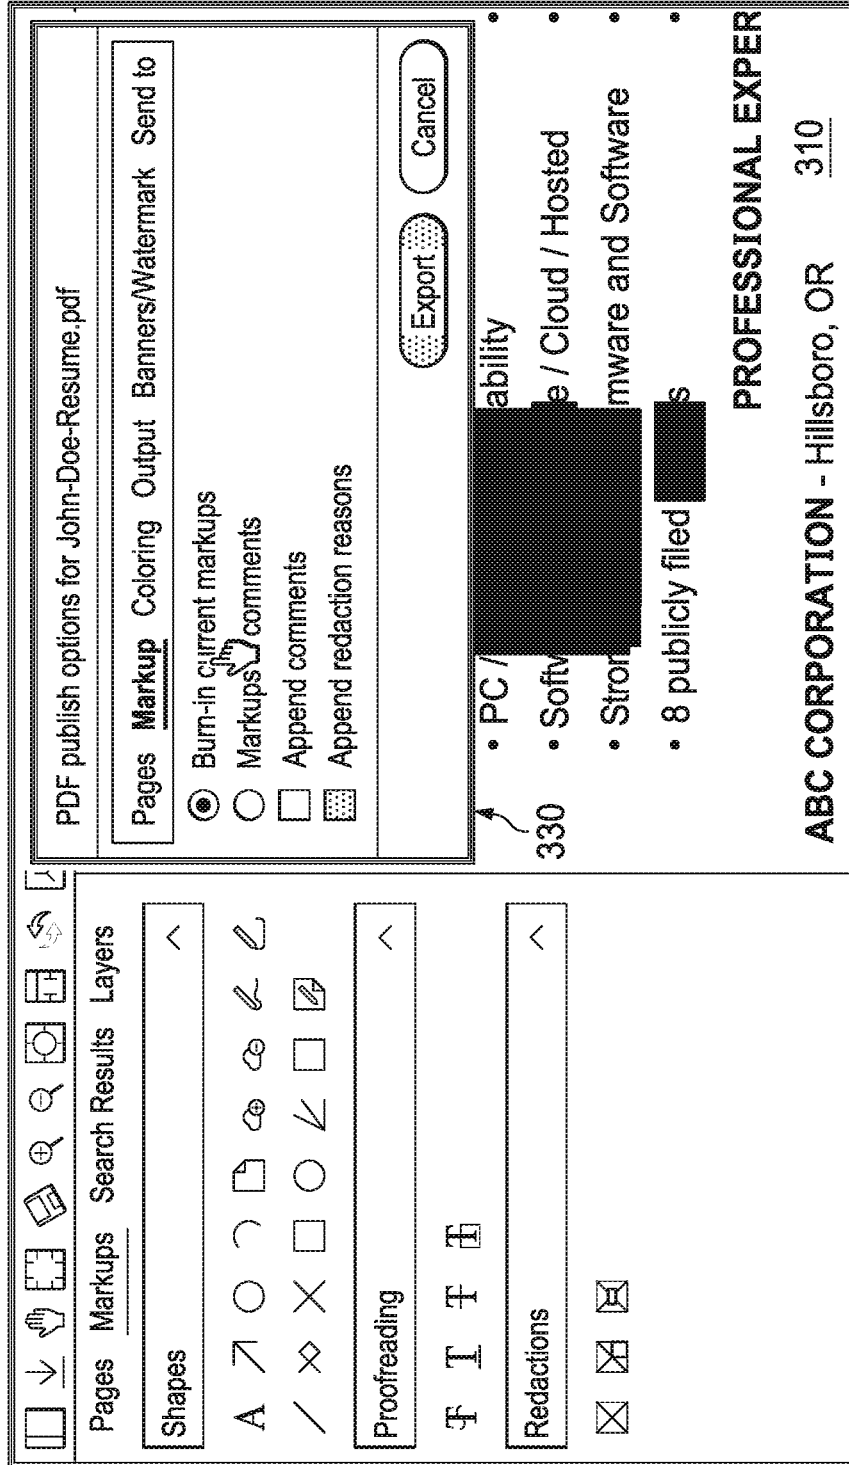 Pages Markups Search Results Layers
Shapes
A
Proofreading
T T T T
Redactions
PDF publish options for John-Doe-Resume.pdf
Pages Markup Coloring Output Banners/Watermark Send to
Burn-in current markups
Markups comments
Append comments
Append redaction reasons
Export Cancel
330
• PC / ability •
• Softw e / Cloud / Hosted •
• Stron mware and Software •
• 8 publicly filed s •
PROFESSIONAL EXPER
ABC CORPORATION - Hillsboro, OR 310